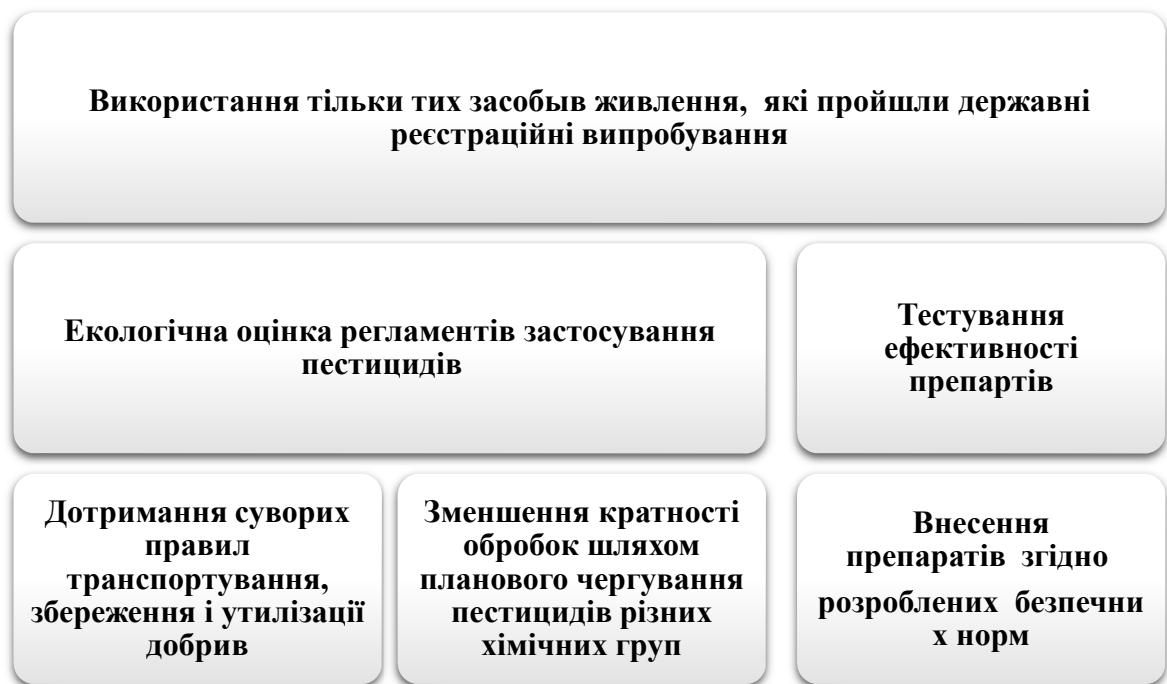 Використання тільки тих засобыв живлення,  які пройшли державні
реєстраційні випробування
Екологічна оцінка регламентів застосування
пестицидів
Тестування
ефективності
препартів
Дотримання суворих
правил
транспортування,
збереження і утилізації
добрив
Зменшення кратності
обробок шляхом
планового чергування
пестицидів різних
хімічних груп
Внесення
препаратів  згідно
розроблених  безпечни
х норм